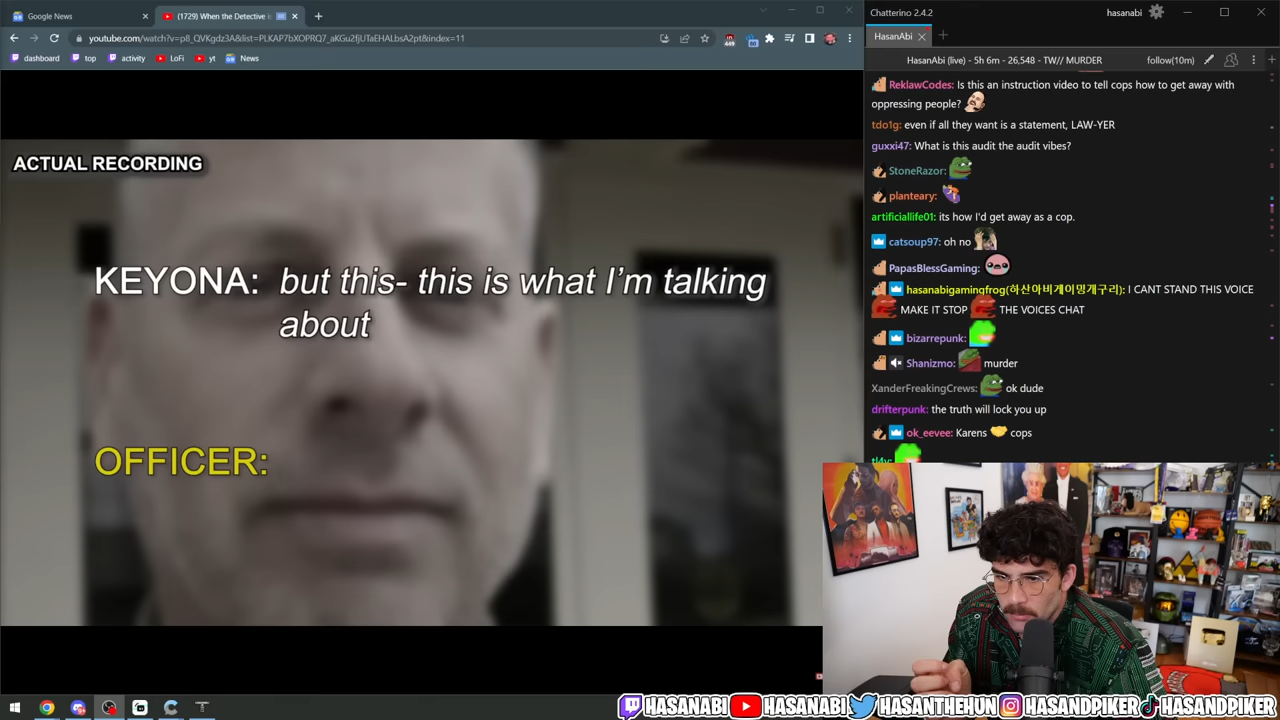 Google News
(1729) When the Detective is
youtube.com/watch?v=p8_QVKgdz3A&list=PLKAP7bXOPRQ7_aKGu2fjUTaEHALbsA2pt&index=11
449
80
dashboard
top
activity
LoFi
yt
News
ACTUAL RECORDING
KEYONA: but this- this is what I'm talking
about
OFFICER:
Chatterino 2.4.2
hasanabi
HasanAbi
HasanAbi (live) - 5h 6m - 26,548 - TW// MURDER
follow(10m)
ReklawCodes: Is this an instruction video to tell cops how to get away with
oppressing people?
tdo1g: even if all they want is a statement, LAW-YER
guxxi47: What is this audit the audit vibes?
StoneRazor:
planteary:
artificiallife01: its how I'd get away as a cop.
catsoup97: oh no
PapasBlessGaming:
hasanabigamingfrog(하산아비게이밍개구리): I CANT STAND THIS VOICE
MAKE IT STOP THE VOICES CHAT
bizarrepunk:
Shanizmo: murder
XanderFreakingCrews: ok dude
drifterpunk: the truth will lock you up
ok_eevee: Karens cops
HASANABI HASANABI HASANTHEHUN HASANDPIKER HASANDPIKER